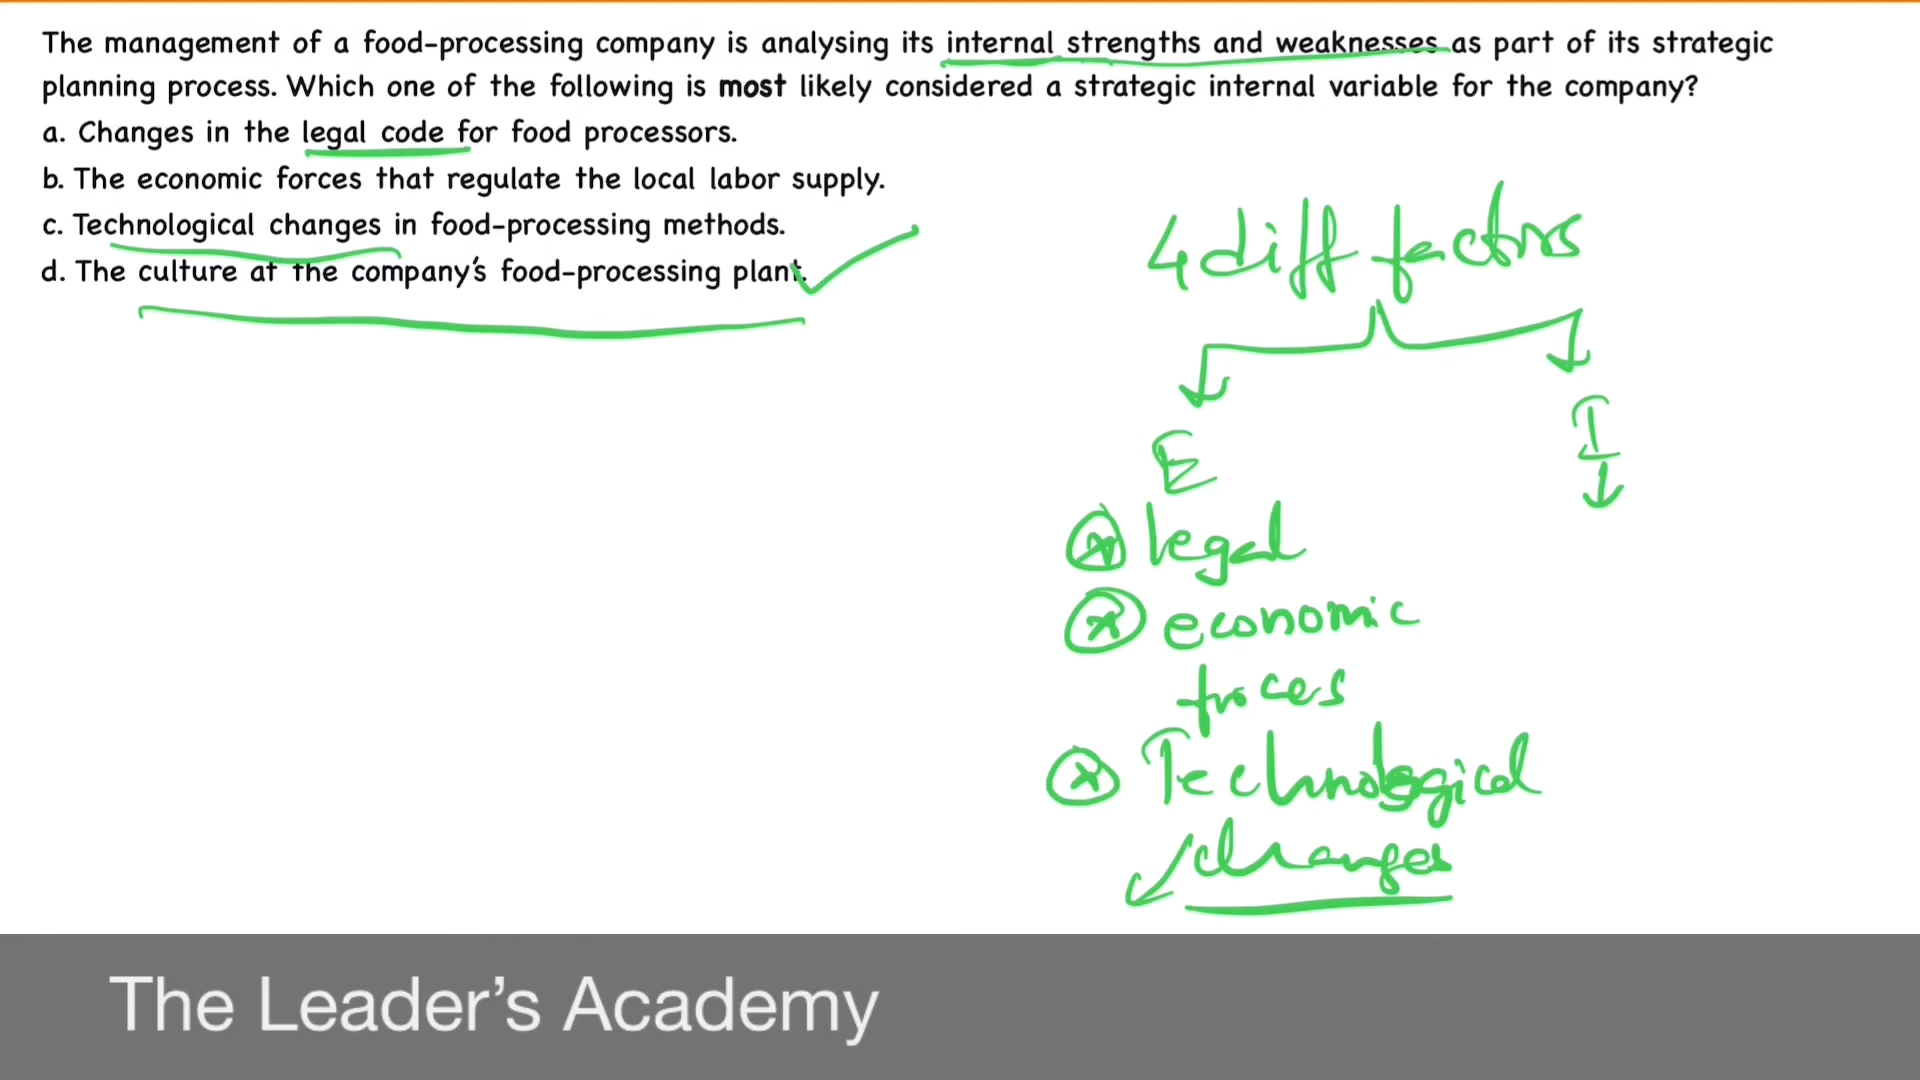 The management of a food-processing company is analysing its internal strengths and weaknesses as part of its strategic
planning process. Which one of the following is most likely considered a strategic internal variable for the company?
a. Changes in the legal code for food processors.
b. The economic forces that regulate the local labor supply.
c. Technological changes in food-processing methods.
d. The culture at the company's food-processing plant.
4 diff factors
E
I
legal
economic
froces
Technological
changes
The Leader's Academy